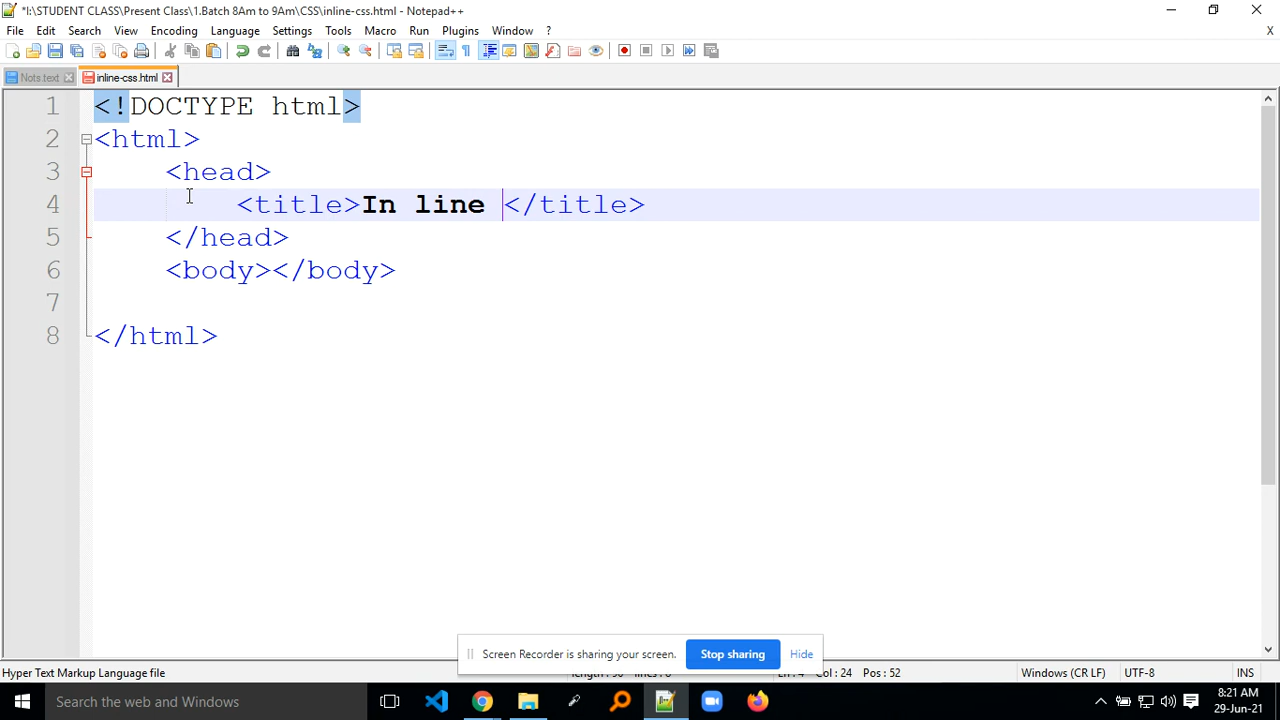 *I:\STUDENT CLASS\Present Class\1.Batch 8Am to 9Am\CSS\inline-css.html - Notepad++
File Edit Search View Encoding Language Settings Tools Macro Run Plugins Window ? X
Nots.text inline-css.html
1 <!DOCTYPE html>
2 <html>
3 <head>
4 <title>In line </title>
5 </head>
6 <body></body>
7
8 </html>
Screen Recorder is sharing your screen. Stop sharing Hide
Hyper Text Markup Language file Ln: 4 Col: 24 Pos: 52 Windows (CR LF) UTF-8 INS
Search the web and Windows
8:21 AM
29-Jun-21